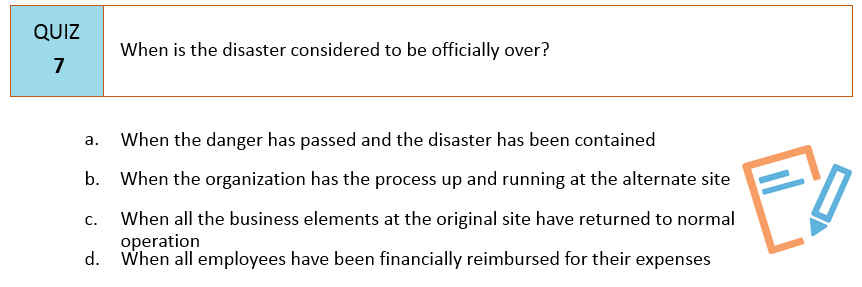 QUIZ
7
When is the disaster considered to be officially over?
a. When the danger has passed and the disaster has been contained
b. When the organization has the process up and running at the alternate site
c. When all the business elements at the original site have returned to normal
operation
d. When all employees have been financially reimbursed for their expenses